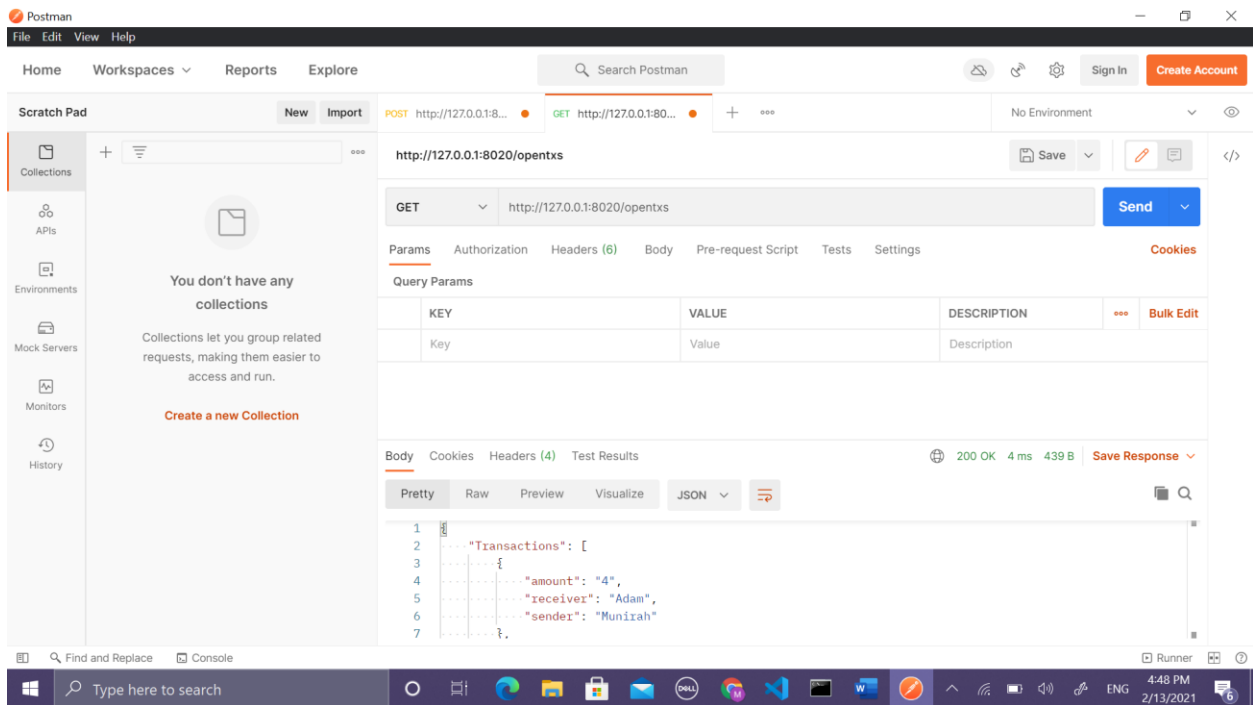 Postman
File Edit View Help
Home Workspaces Reports Explore Search Postman Sign In Create Account
Scratch Pad New Import POST http://127.0.0.1:8... GET http://127.0.0.1:80... No Environment
Collections
APIs
Environments
Mock Servers
Monitors
History
You don't have any
collections
Collections let you group related
requests, making them easier to
access and run.
Create a new Collection
http://127.0.0.1:8020/opentxs Save
GET http://127.0.0.1:8020/opentxs Send
Params Authorization Headers (6) Body Pre-request Script Tests Settings Cookies
Query Params
KEY VALUE DESCRIPTION Bulk Edit
Key Value Description
Body Cookies Headers (4) Test Results 200 OK 4 ms 439 B Save Response
Pretty Raw Preview Visualize JSON
1 {
2 "Transactions": [
3 {
4 "amount": "4",
5 "receiver": "Adam",
6 "sender": "Munirah"
7 },
Find and Replace Console Runner
Type here to search DELL ENG 4:48 PM
2/13/2021 6